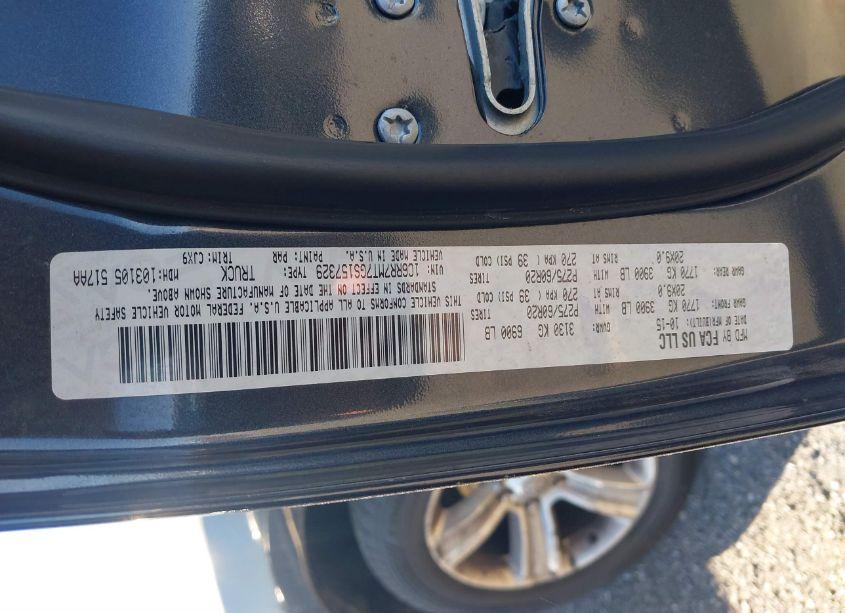 MFD BY FCA US LLC
DATE OF MFR(BUILT): 10-15 GVWR: 3130 KG 6900 LB
GAWR FRONT: 1770 KG 3900 LB WITH P275/60R20 TIRES
20X9.0 RIMS AT 270 KPA( 39 PSI) COLD
GAWR REAR: 1770 KG 3900 LB WITH P275/60R20 TIRES
20X9.0 RIMS AT 270 KPA( 39 PSI) COLD
THIS VEHICLE CONFORMS TO ALL APPLICABLE U.S.A. FEDERAL MOTOR VEHICLE SAFETY
STANDARDS IN EFFECT ON THE DATE OF MANUFACTURE SHOWN ABOVE.
VIN: 1C6RR7MT7GS157329 TYPE: TRUCK MDH:103105 517AA
VEHICLE MADE IN U.S.A. PAINT: PAR TRIM: CJX9